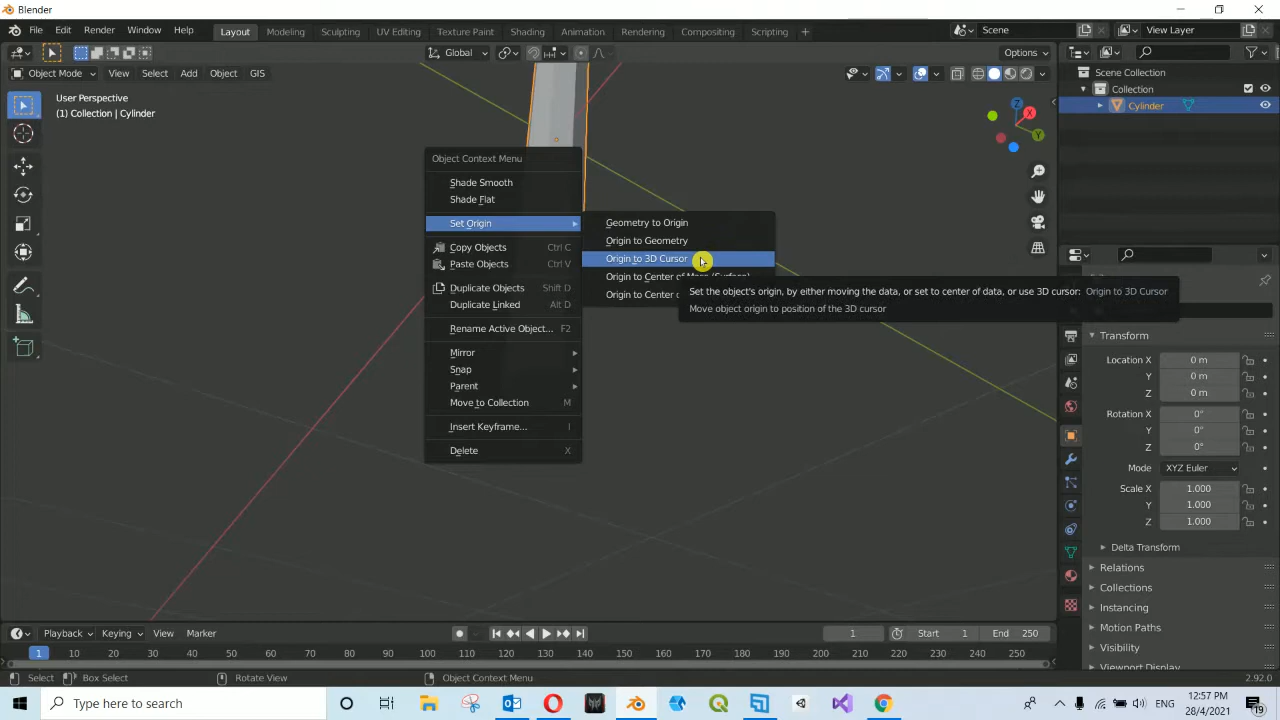 Blender
File Edit Render Window Help
Layout Modeling Sculpting UV Editing Texture Paint Shading Animation Rendering Compositing Scripting +
Scene
View Layer
Global
Options
Object Mode View Select Add Object GIS
User Perspective
(1) Collection | Cylinder
Scene Collection
Collection
Cylinder
Z
X
Y
Object Context Menu
Shade Smooth
Shade Flat
Set Origin
Copy Objects Ctrl C
Paste Objects Ctrl V
Duplicate Objects Shift D
Duplicate Linked Alt D
Rename Active Object... F2
Mirror
Snap
Parent
Move to Collection M
Insert Keyframe... I
Delete X
Geometry to Origin
Origin to Geometry
Origin to 3D Cursor
Origin to Center of Mass (Surface)
Origin to Center o
Set the object's origin, by either moving the data, or set to center of data, or use 3D cursor: Origin to 3D Cursor
Move object origin to position of the 3D cursor
Transform
Location X 0 m
Y 0 m
Z 0 m
Rotation X 0°
Y 0°
Z 0°
Mode XYZ Euler
Scale X 1.000
Y 1.000
Z 1.000
Delta Transform
Relations
Collections
Instancing
Motion Paths
Visibility
Viewport Display
Playback Keying View Marker
1 Start 1 End 250
1 10 20 30 40 50 60 70 80 90 100 110 120 130 140 150 160 170 180 190 200 210 220 230 240 250
Select Box Select Rotate View Object Context Menu 2.92.0
Type here to search
ENG
12:57 PM
28/4/2021
19